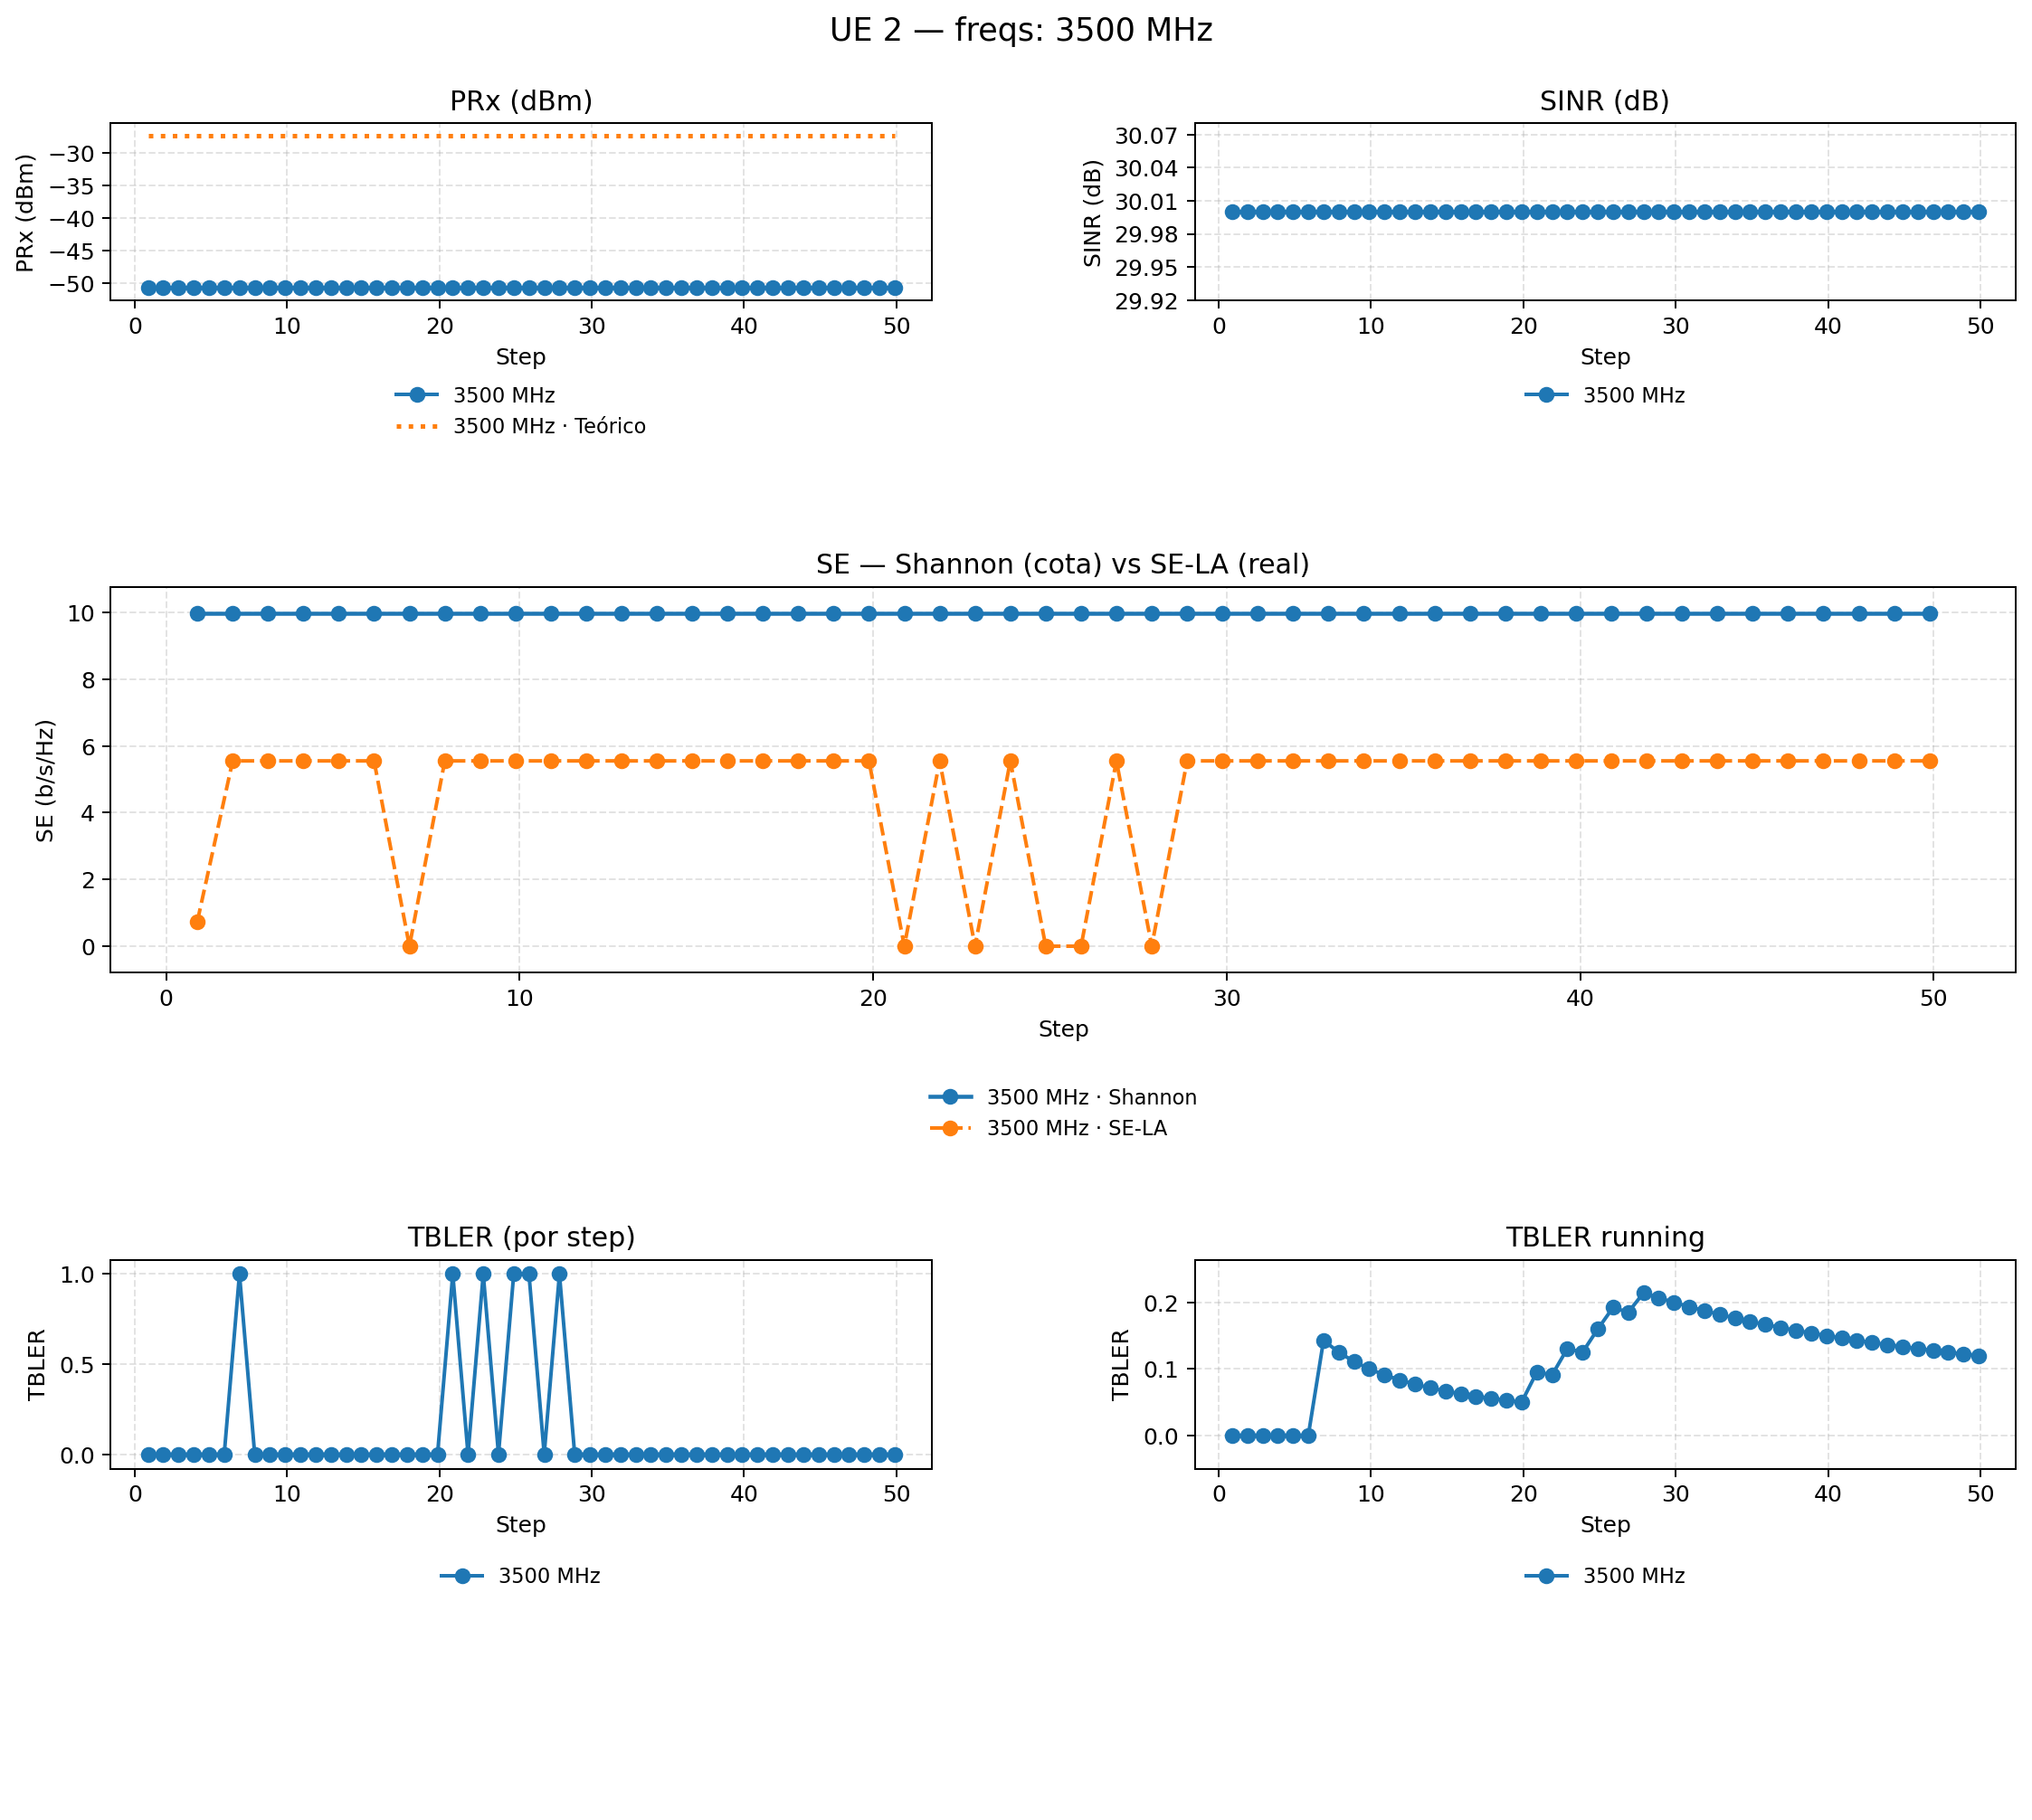 UE 2 — freqs: 3500 MHz
PRx (dBm)
PRx (dBm)
−30
−35
−40
−45
−50
0 10 20 30 40 50
Step
3500 MHz
3500 MHz · Teórico
SINR (dB)
SINR (dB)
30.07
30.04
30.01
29.98
29.95
29.92
0 10 20 30 40 50
Step
3500 MHz
SE — Shannon (cota) vs SE-LA (real)
SE (b/s/Hz)
10
8
6
4
2
0
0 10 20 30 40 50
Step
3500 MHz · Shannon
3500 MHz · SE-LA
TBLER (por step)
TBLER
1.0
0.5
0.0
0 10 20 30 40 50
Step
3500 MHz
TBLER running
TBLER
0.2
0.1
0.0
0 10 20 30 40 50
Step
3500 MHz